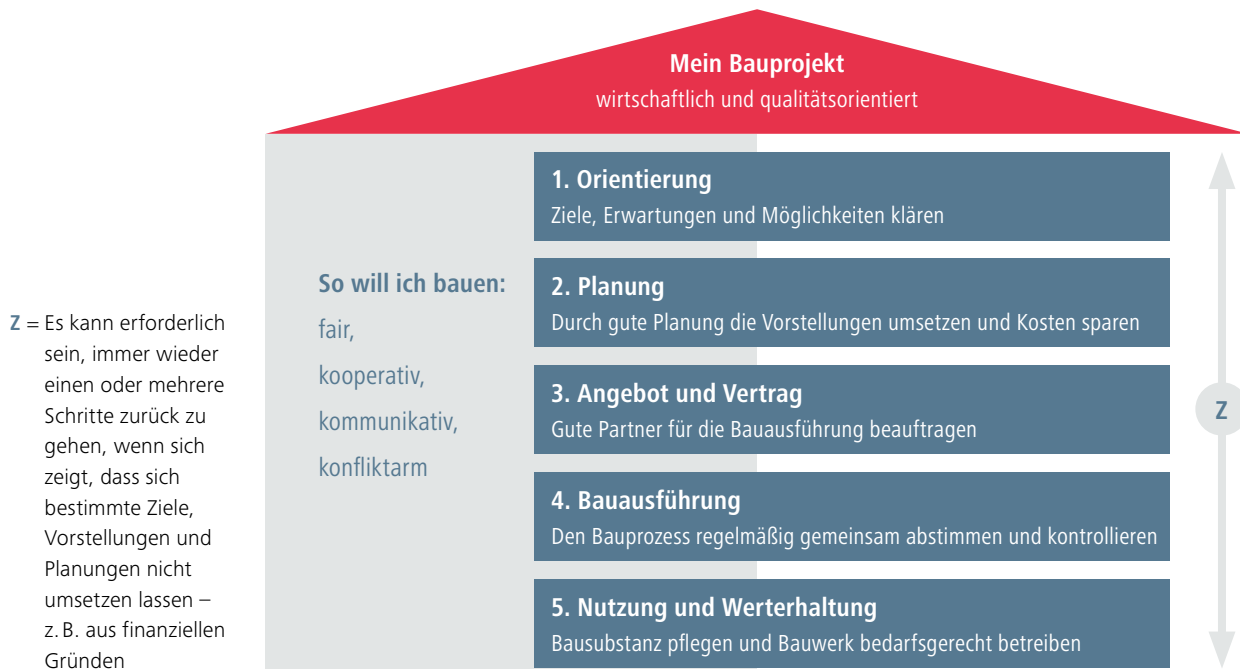 Mein Bauprojekt
wirtschaftlich und qualitätsorientiert
1. Orientierung
Ziele, Erwartungen und Möglichkeiten klären
So will ich bauen:
fair,
kooperativ,
kommunikativ,
konfliktarm
2. Planung
Durch gute Planung die Vorstellungen umsetzen und Kosten sparen
3. Angebot und Vertrag
Gute Partner für die Bauausführung beauftragen
4. Bauausführung
Den Bauprozess regelmäßig gemeinsam abstimmen und kontrollieren
5. Nutzung und Werterhaltung
Bausubstanz pflegen und Bauwerk bedarfsgerecht betreiben
Z
Z = Es kann erforderlich
sein, immer wieder
einen oder mehrere
Schritte zurück zu
gehen, wenn sich
zeigt, dass sich
bestimmte Ziele,
Vorstellungen und
Planungen nicht
umsetzen lassen –
z. B. aus finanziellen
Gründen